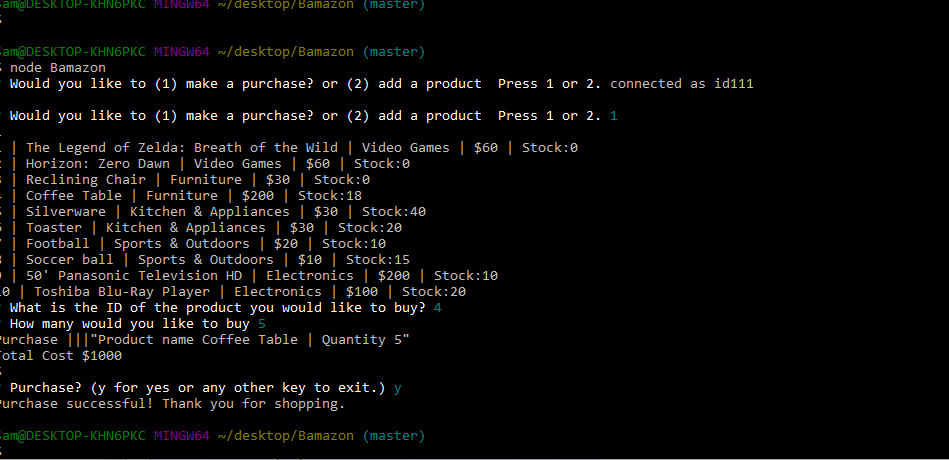 Sam@DESKTOP-KHN6PKC MINGW64 ~/desktop/Bamazon (master)
$
Sam@DESKTOP-KHN6PKC MINGW64 ~/desktop/Bamazon (master)
$ node Bamazon
? Would you like to (1) make a purchase? or (2) add a product  Press 1 or 2. connected as id111
? Would you like to (1) make a purchase? or (2) add a product  Press 1 or 2. 1
1 | The Legend of Zelda: Breath of the Wild | Video Games | $60 | Stock:0
2 | Horizon: Zero Dawn | Video Games | $60 | Stock:0
3 | Reclining Chair | Furniture | $30 | Stock:0
4 | Coffee Table | Furniture | $200 | Stock:18
5 | Silverware | Kitchen & Appliances | $30 | Stock:40
6 | Toaster | Kitchen & Appliances | $30 | Stock:20
7 | Football | Sports & Outdoors | $20 | Stock:10
8 | Soccer ball | Sports & Outdoors | $10 | Stock:15
9 | 50' Panasonic Television HD | Electronics | $200 | Stock:10
10 | Toshiba Blu-Ray Player | Electronics | $100 | Stock:20
? What is the ID of the product you would like to buy? 4
? How many would you like to buy 5
Purchase |||"Product name Coffee Table | Quantity 5"
Total Cost $1000
$
? Purchase? (y for yes or any other key to exit.) y
Purchase successful! Thank you for shopping.
Sam@DESKTOP-KHN6PKC MINGW64 ~/desktop/Bamazon (master)
$